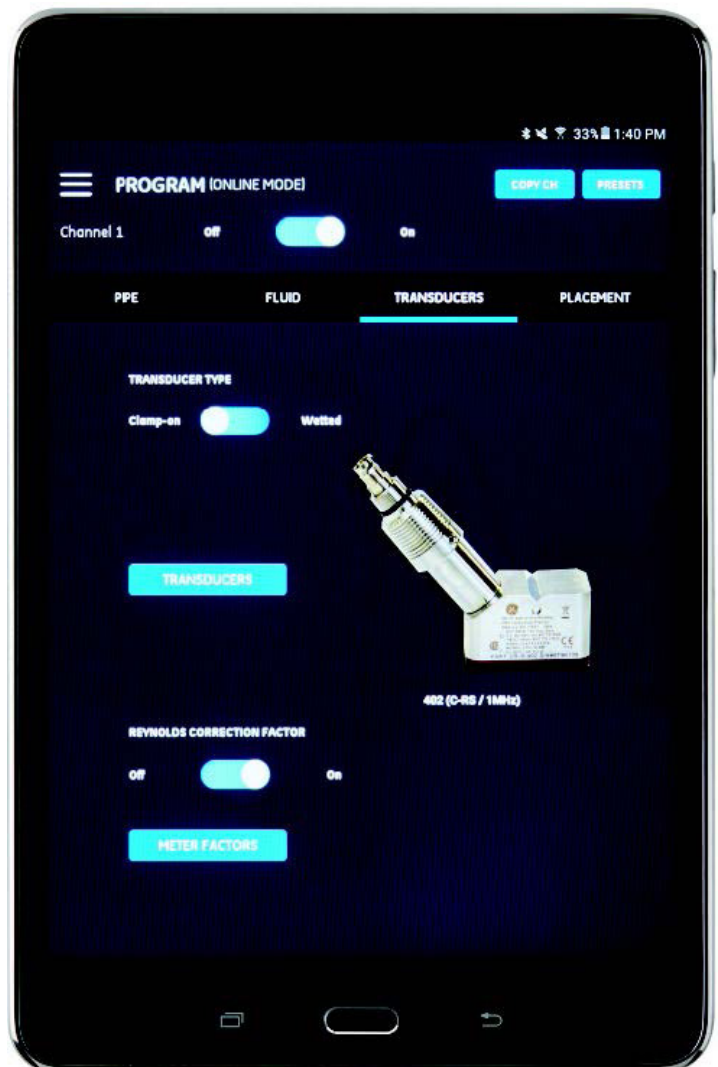 33% 1:40 PM
PROGRAM (ONLINE MODE)
COPY CH PRESETS
Channel 1 Off On
PIPE FLUID TRANSDUCERS PLACEMENT
TRANSDUCER TYPE
Clamp-on Wetted
TRANSDUCERS
402 (C-RS / 1MHz)
REYNOLDS CORRECTION FACTOR
Off On
METER FACTORS